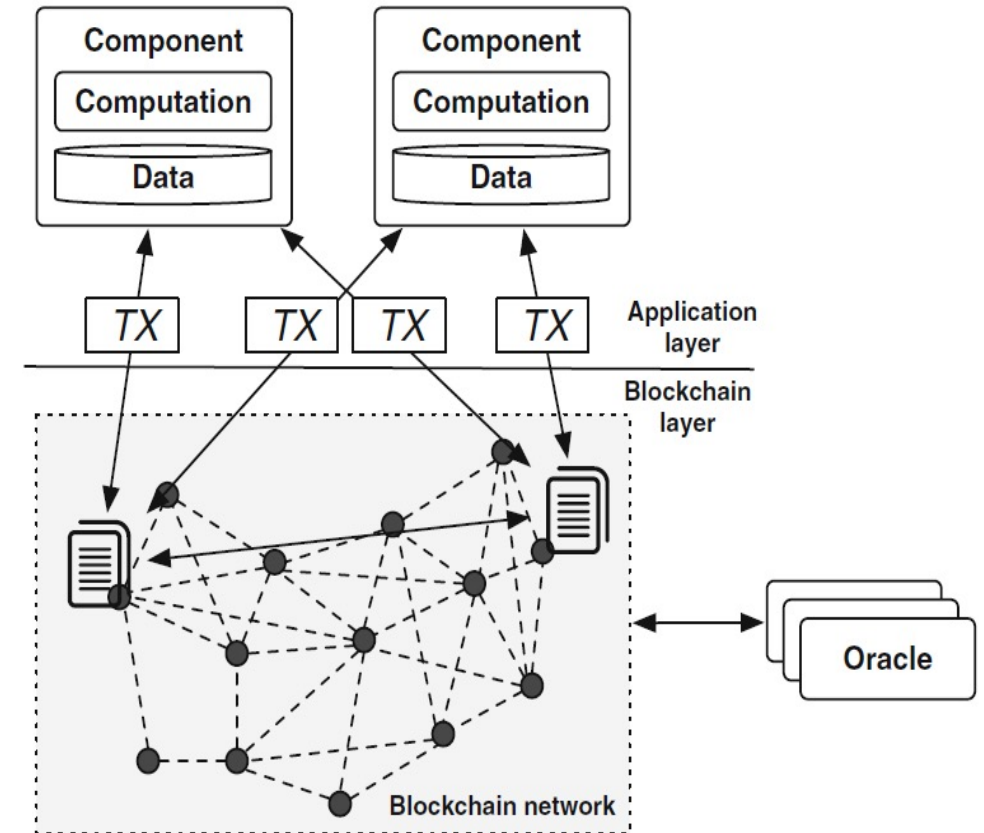 Component
Component
Computation
Computation
Data
Data
TX
TX
TX
TX
Application
layer
Blockchain
layer
Oracle
Blockchain network